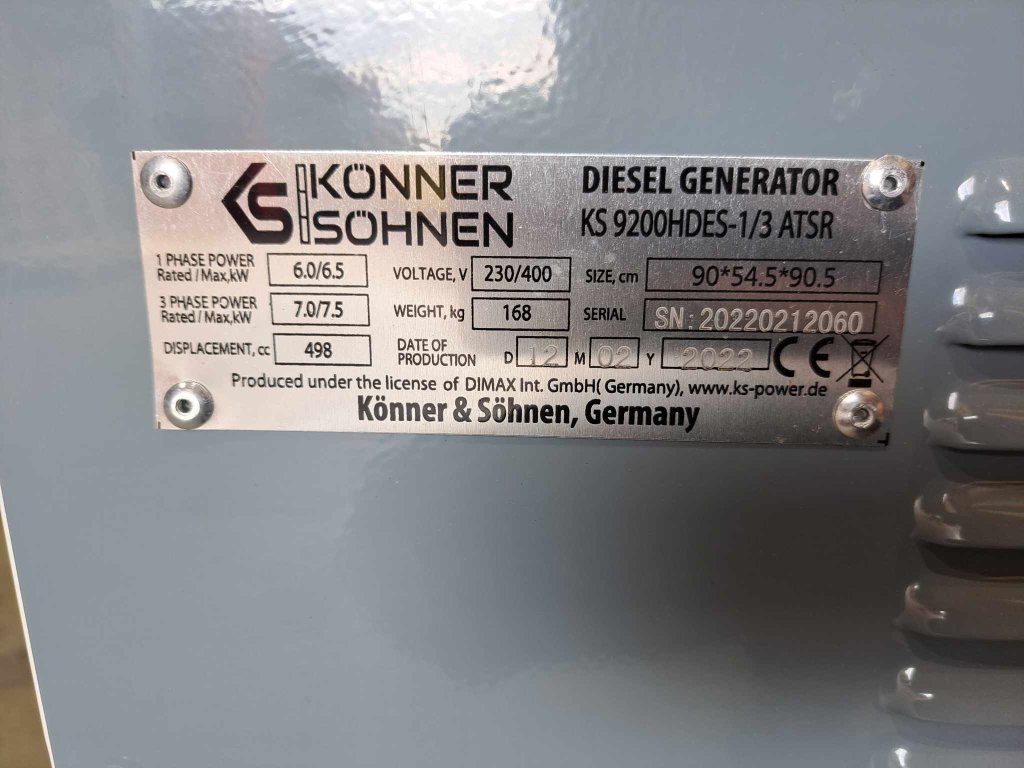 KS KÖNNER SÖHNEN
DIESEL GENERATOR
KS 9200HDES-1/3 ATSR
1 PHASE POWER Rated / Max,kW 6.0/6.5 VOLTAGE, V 230/400 SIZE, cm 90*54.5*90.5
3 PHASE POWER Rated / Max,kW 7.0/7.5 WEIGHT, kg 168 SERIAL SN: 20220212060
DISPLACEMENT, cc 498 DATE OF PRODUCTION D 12 M 02 Y 2022 CE
Produced under the license of DIMAX Int. GmbH( Germany), www.ks-power.de
Könner & Söhnen, Germany